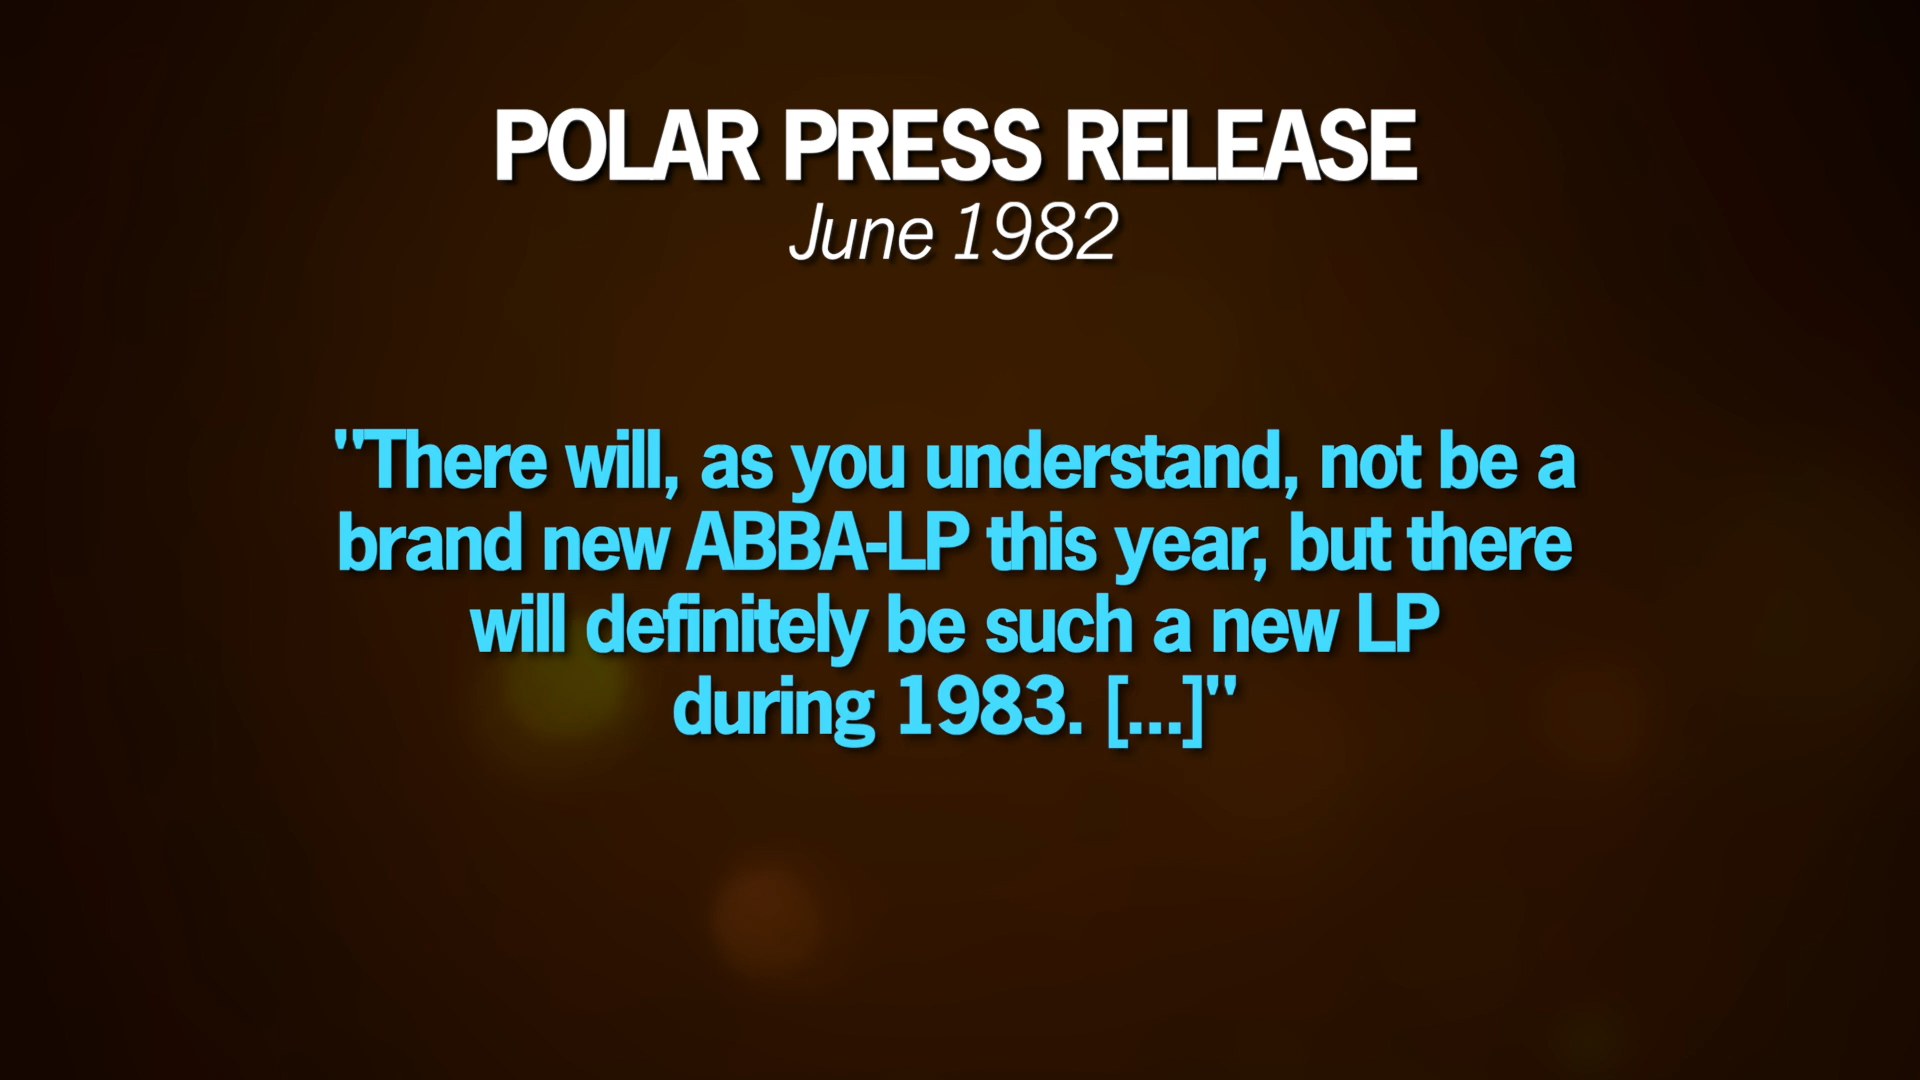 POLAR PRESS RELEASE
June 1982
"There will, as you understand, not be a
brand new ABBA-LP this year, but there
will definitely be such a new LP
during 1983. [...]"